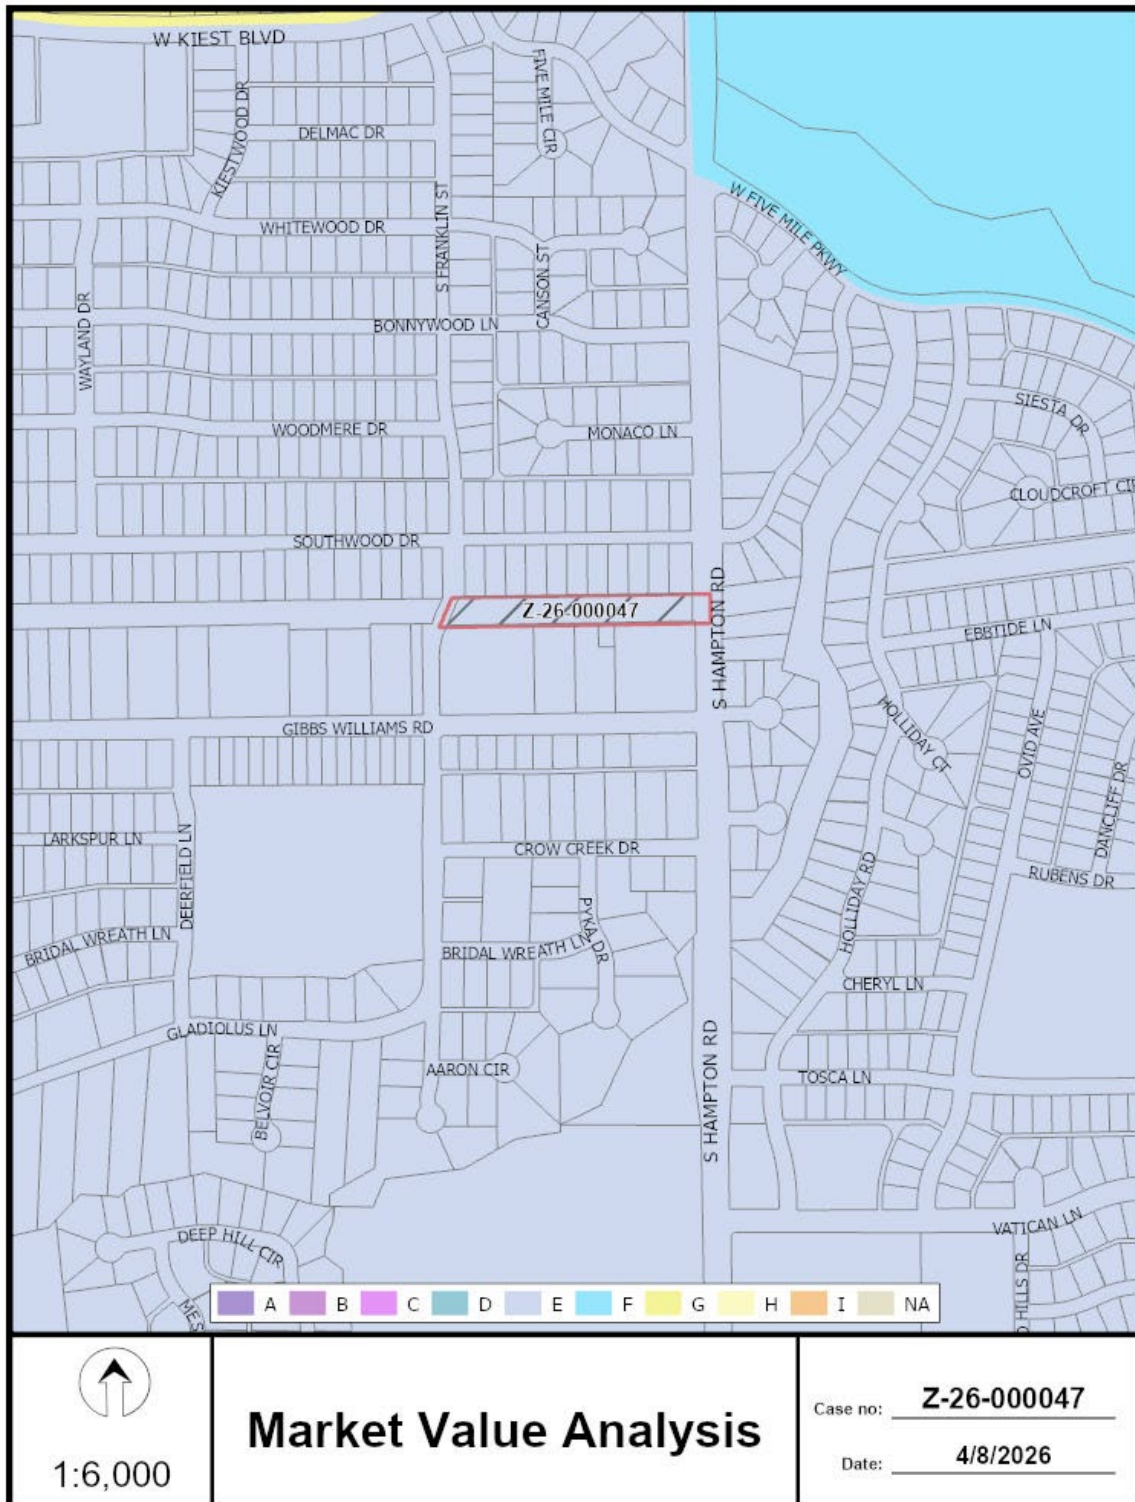 W KIEST BLVD
FIVE MILE CIR
DELMAC DR
KIESTWOOD DR
S FRANKLIN ST
W FIVE MILE PKWY
WHITEWOOD DR
CANSON ST
WAYLAND DR
BONNYWOOD LN
SIESTA DR
WOODMERE DR
MONACO LN
CLOUDCROFT CIR
SOUTHWOOD DR
S HAMPTON RD
Z-26-000047
EBBTIDE LN
GIBBS WILLIAMS RD
HOLLIDAY CT
OVID AVE
DANCLIFF DR
LARKSPUR LN
DEERFIELD LN
CROW CREEK DR
RUBENS DR
HOLLIDAY RD
PYKA DR
BRIDAL WREATH LN
BRIDAL WREATH LN
CHERYL LN
GLADIOLUS LN
S HAMPTON RD
BELVOIR CIR
AARON CIR
TOSCA LN
VATICAN LN
DEEP HILL CIR
MES
D HILLS DR
A B C D E F G H I NA
1:6,000
Market Value Analysis
Case no: Z-26-000047
Date: 4/8/2026